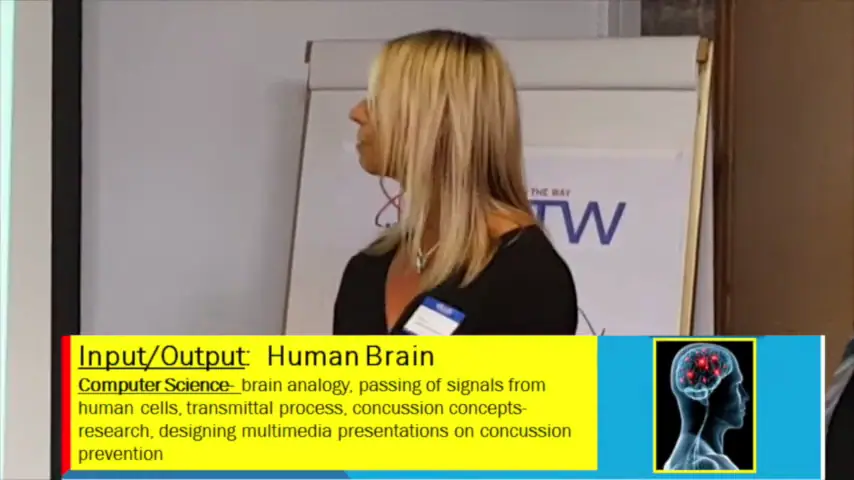 THE WAY
TW
Input/Output: Human Brain
Computer Science- brain analogy, passing of signals from
human cells, transmittal process, concussion concepts-
research, designing multimedia presentations on concussion
prevention